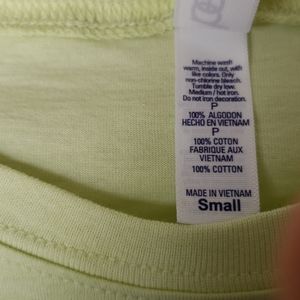 Machine wash
warm, inside out, with
like colors. Only
non-chlorine bleach.
Tumble dry low.
Medium / hot iron.
Do not iron decoration.
P
100% ALGODON
HECHO EN VIETNAM
P
100% COTON
FABRIQUE AUX
VIETNAM
100% COTTON
MADE IN VIETNAM
Small